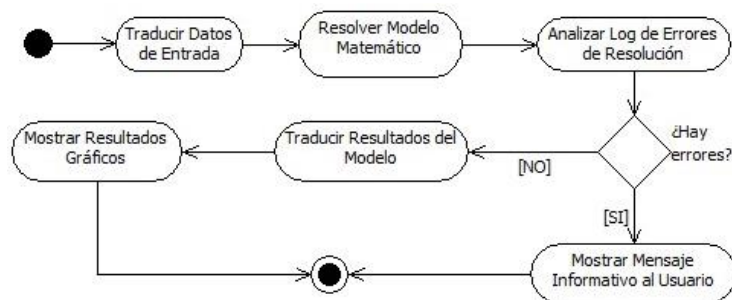 Traducir Datos
de Entrada
Resolver Modelo
Matemático
Analizar Log de Errores
de Resolución
Mostrar Resultados
Gráficos
Traducir Resultados del
Modelo
¿Hay
errores?
[NO]
[SI]
Mostrar Mensaje
Informativo al Usuario